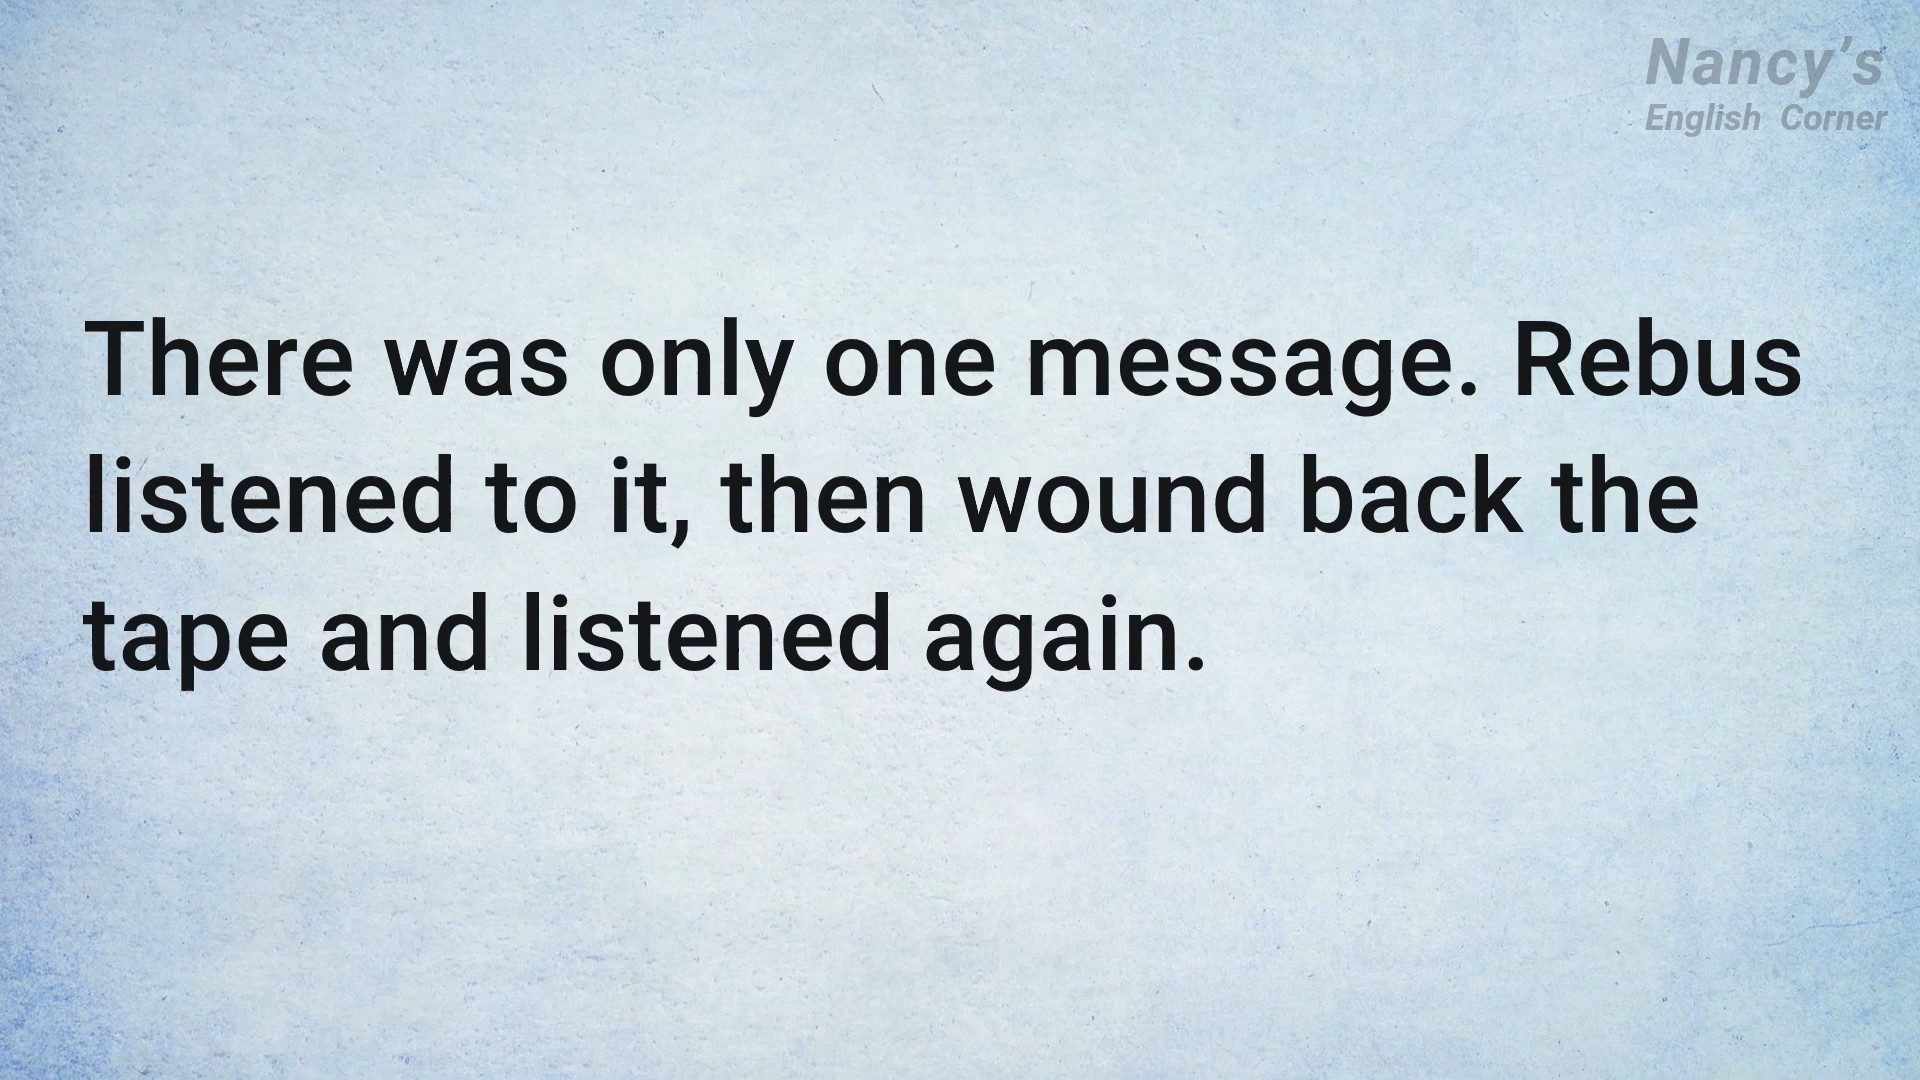 Nancy’s
English Corner
There was only one message. Rebus
listened to it, then wound back the
tape and listened again.